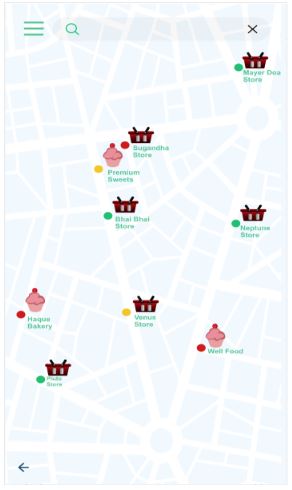 Mayer Doa
Store
Sugandha
Store
Premium
Sweets
Bhai Bhai
Store
Neptune
Store
Haque
Bakery
Venus
Store
Well Food
Store